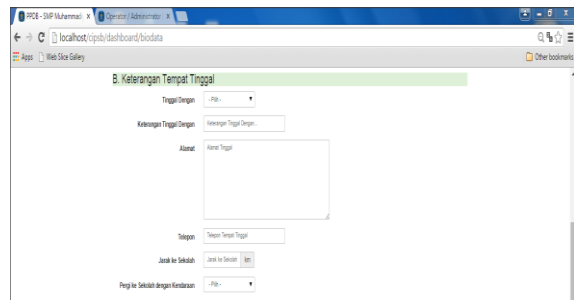 PPDB - SMP Muhammadi
Operator / Administrator
localhost/cipsb/dashboard/biodata
Apps Web Slice Gallery Other bookmarks
B. Keterangan Tempat Tinggal
Tinggal Dengan - Pilih -
Keterangan Tinggal Dengan Keterangan Tinggal Dengan...
Alamat Alamat Tinggal
Telepon Telepon Tempat Tinggal
Jarak ke Sekolah Jarak ke Sekolah km
Pergi ke Sekolah dengan Kendaraan - Pilih -